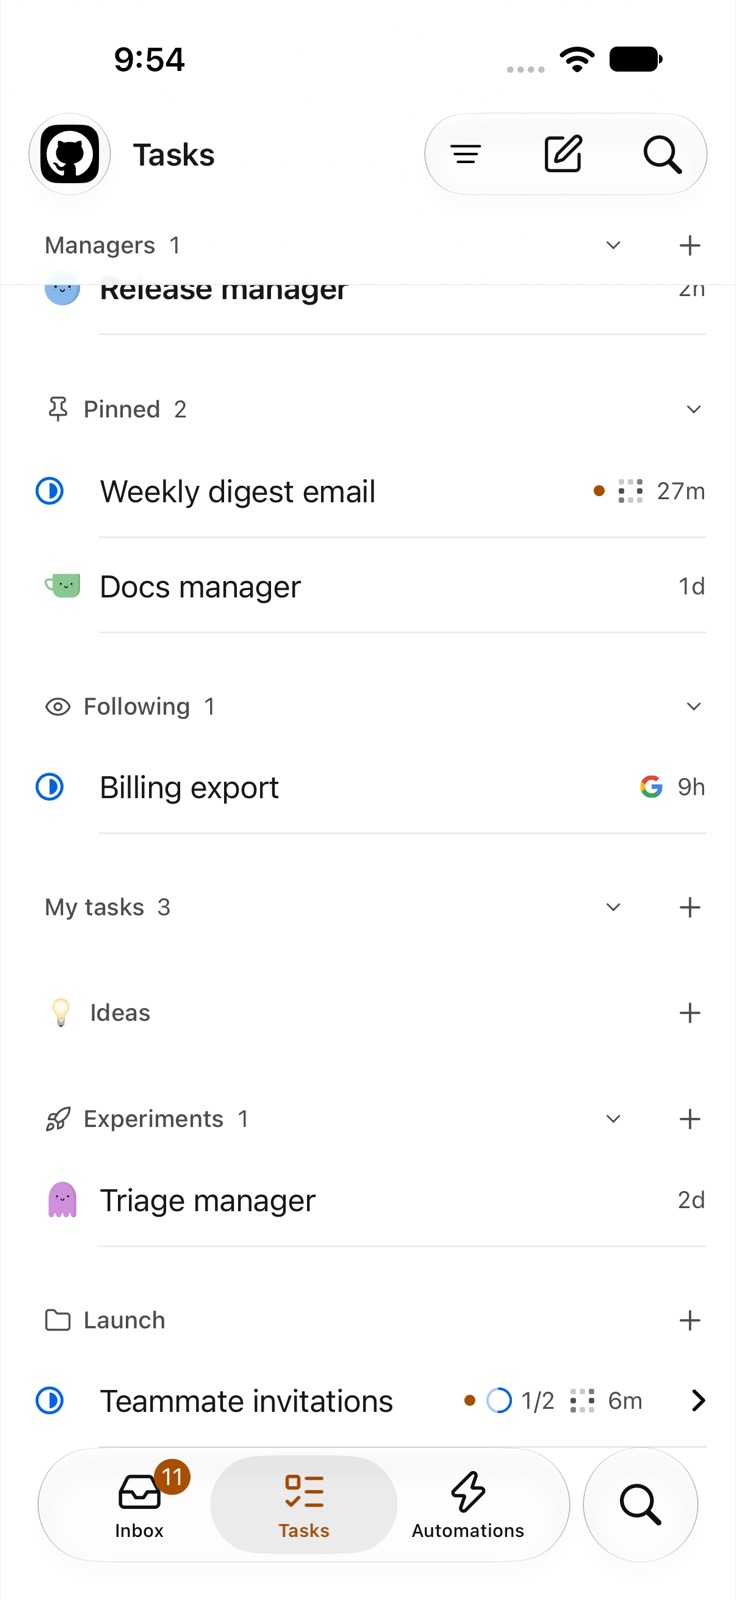 9:54
Tasks
Managers 1
Release manager 2h
Pinned 2
Weekly digest email 27m
Docs manager 1d
Following 1
Billing export 9h
My tasks 3
Ideas
Experiments 1
Triage manager 2d
Launch
Teammate invitations 1/2 6m
11
Inbox Tasks Automations